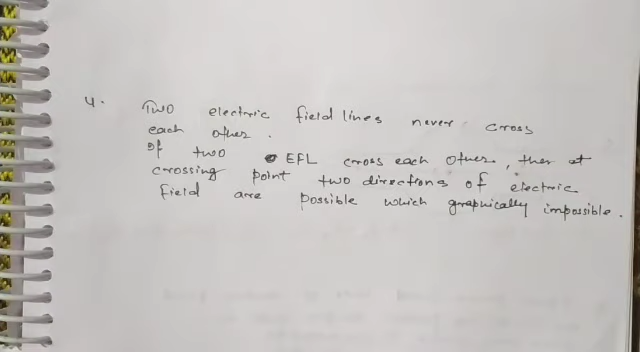 4. Two electric field lines never cross
each other.
If two EFL cross each other, then at
crossing point two directions of electric
field are possible which graphically impossible.